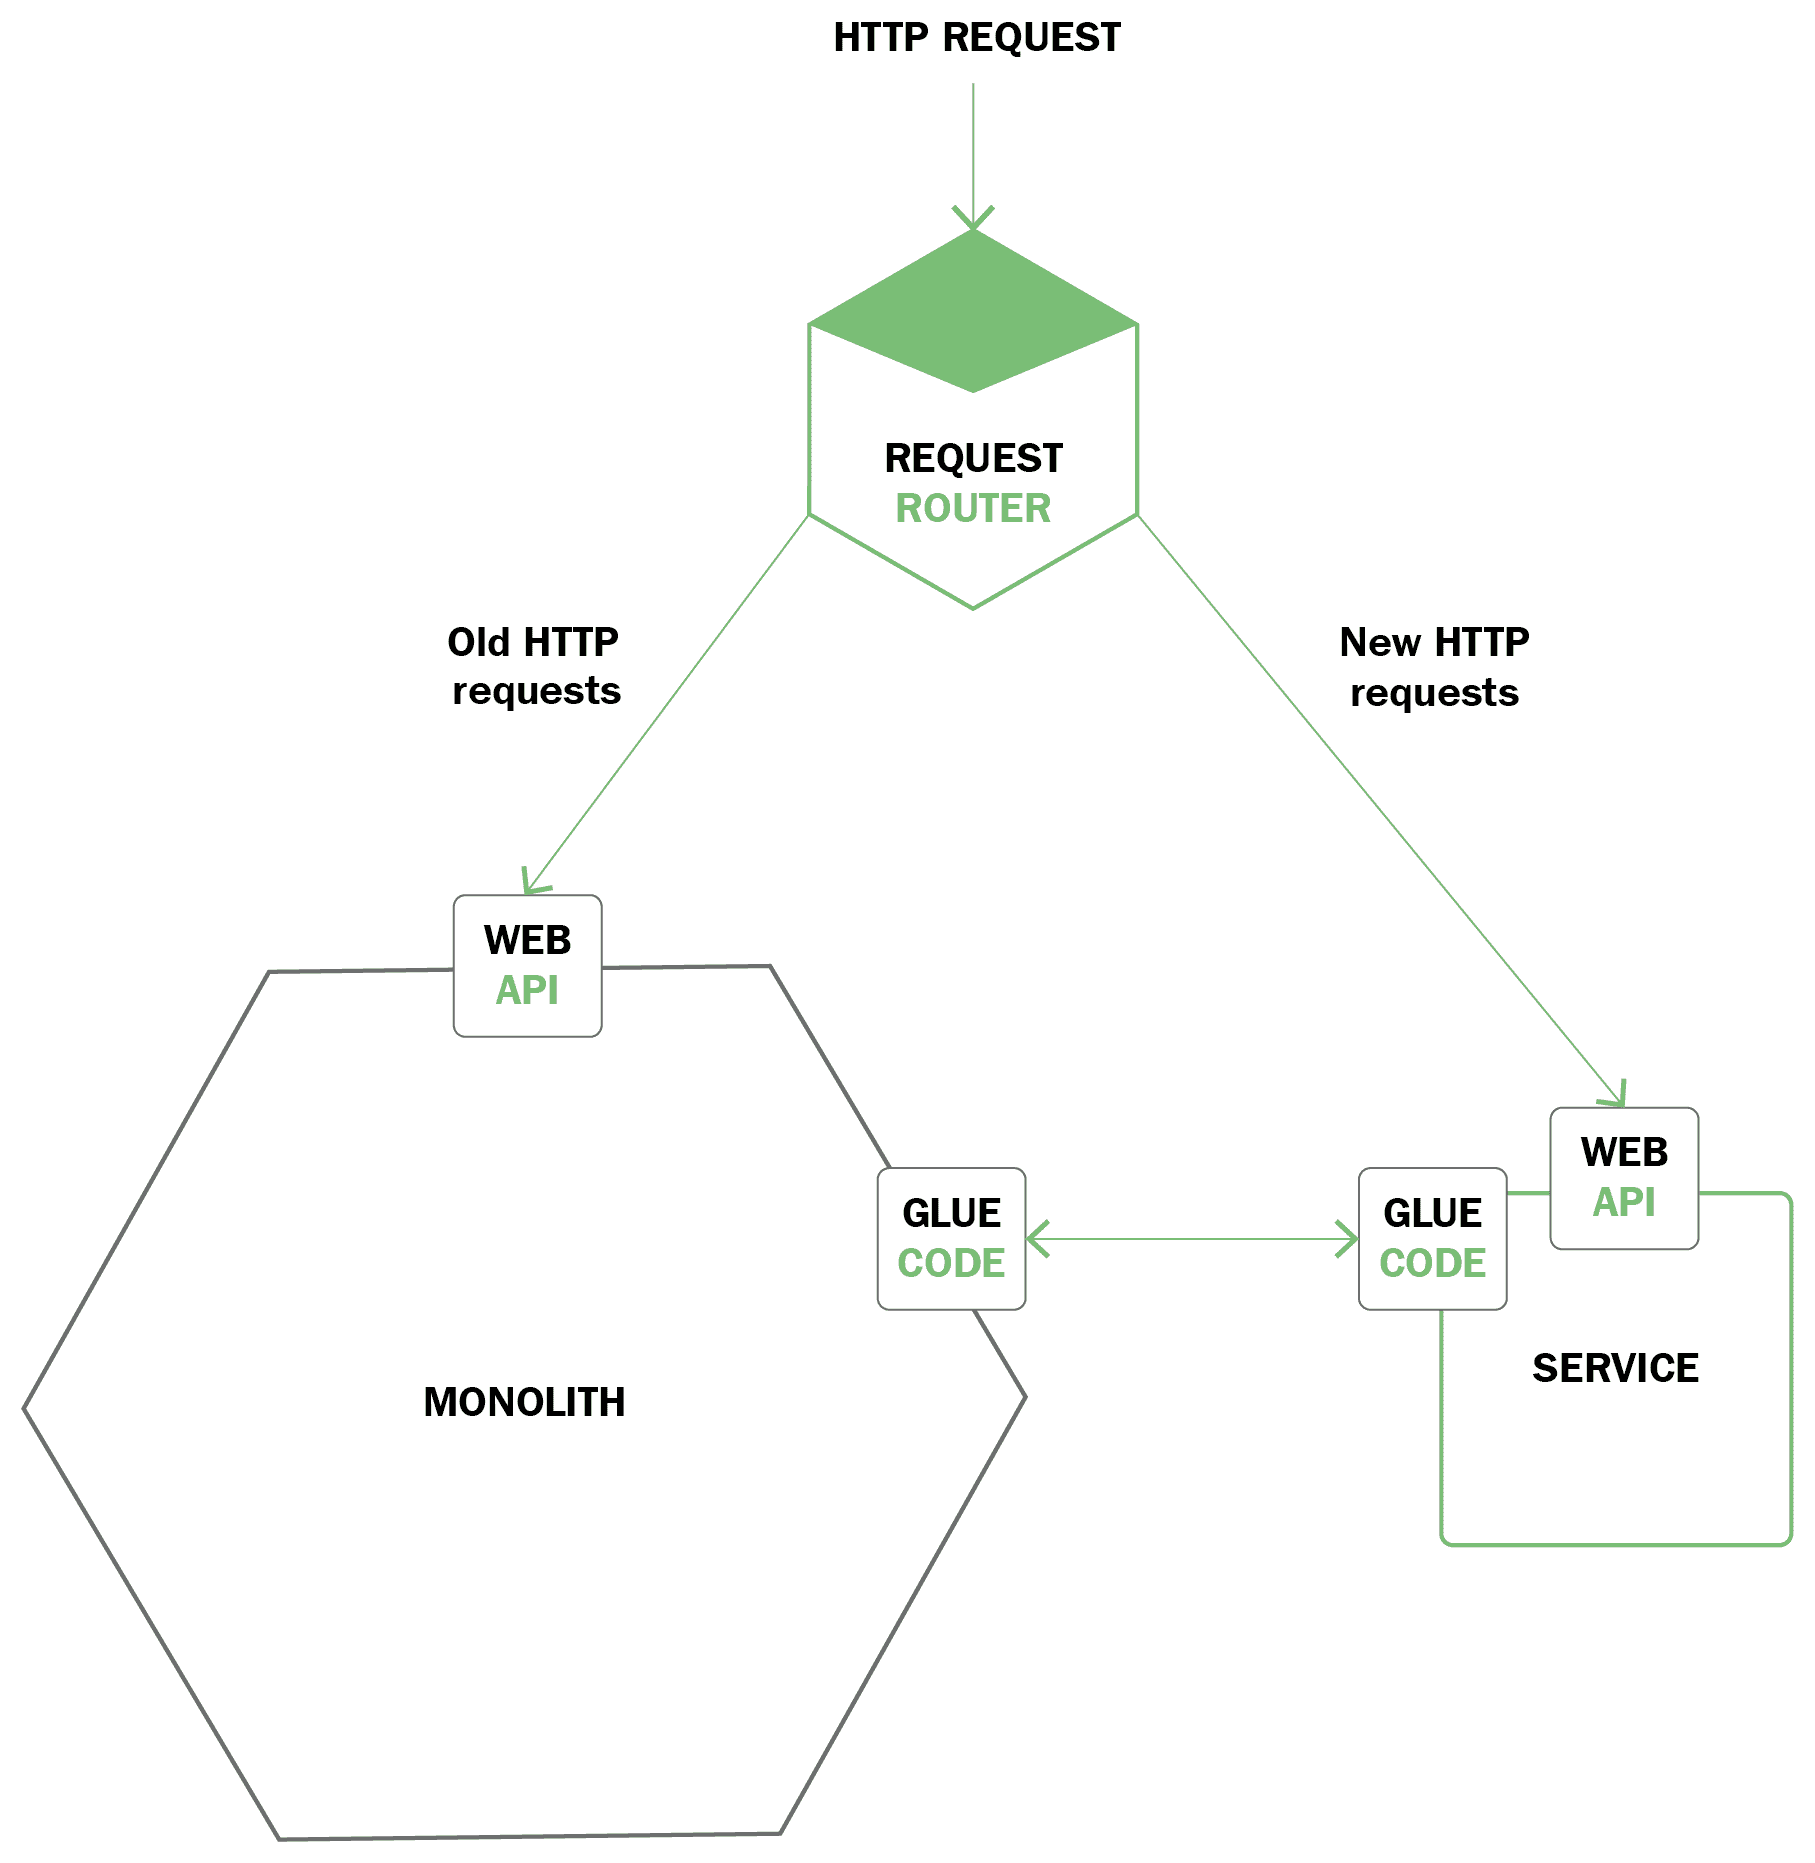 HTTP REQUEST
REQUEST
ROUTER
Old HTTP
requests
New HTTP
requests
WEB
API
GLUE
CODE
MONOLITH
GLUE
CODE
WEB
API
SERVICE